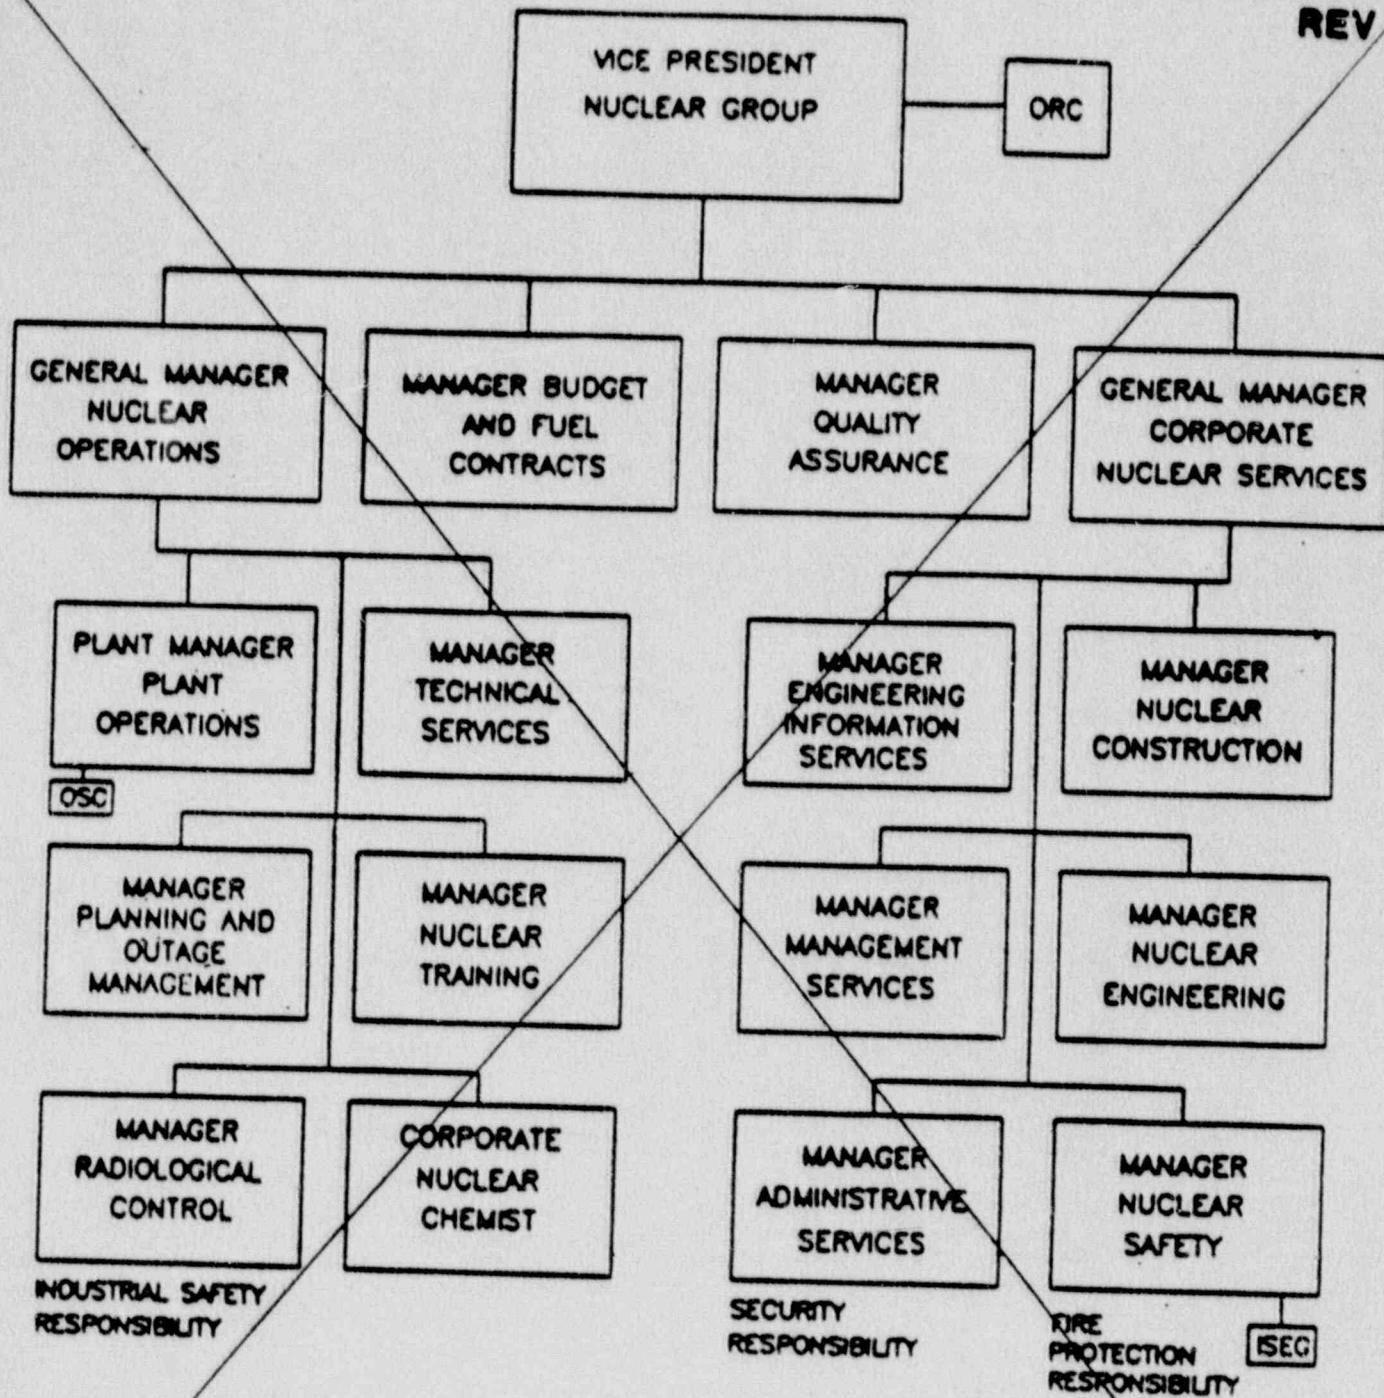 REV
VICE PRESIDENT
NUCLEAR GROUP
ORC
GENERAL MANAGER
NUCLEAR
OPERATIONS
MANAGER BUDGET
AND FUEL
CONTRACTS
MANAGER
QUALITY
ASSURANCE
GENERAL MANAGER
CORPORATE
NUCLEAR SERVICES
PLANT MANAGER
PLANT
OPERATIONS
OSC
MANAGER
TECHNICAL
SERVICES
MANAGER
ENGINEERING
INFORMATION
SERVICES
MANAGER
NUCLEAR
CONSTRUCTION
MANAGER
PLANNING AND
OUTAGE
MANAGEMENT
MANAGER
NUCLEAR
TRAINING
MANAGER
MANAGEMENT
SERVICES
MANAGER
NUCLEAR
ENGINEERING
MANAGER
RADIOLOGICAL
CONTROL
INDUSTRIAL SAFETY
RESPONSIBILITY
CORPORATE
NUCLEAR
CHEMIST
MANAGER
ADMINISTRATIVE
SERVICES
SECURITY
RESPONSIBILITY
MANAGER
NUCLEAR
SAFETY
FIRE
PROTECTION
RESPONSIBILITY
ISEG